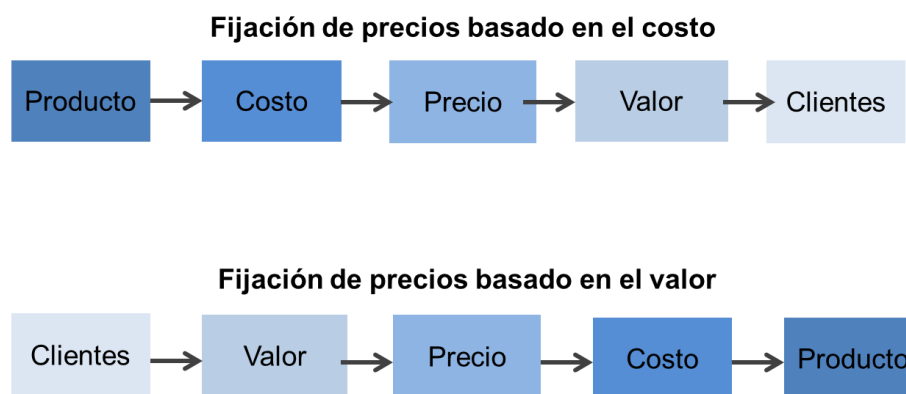 Fijación de precios basado en el costo
Producto
Costo
Precio
Valor
Clientes
Fijación de precios basado en el valor
Clientes
Valor
Precio
Costo
Producto